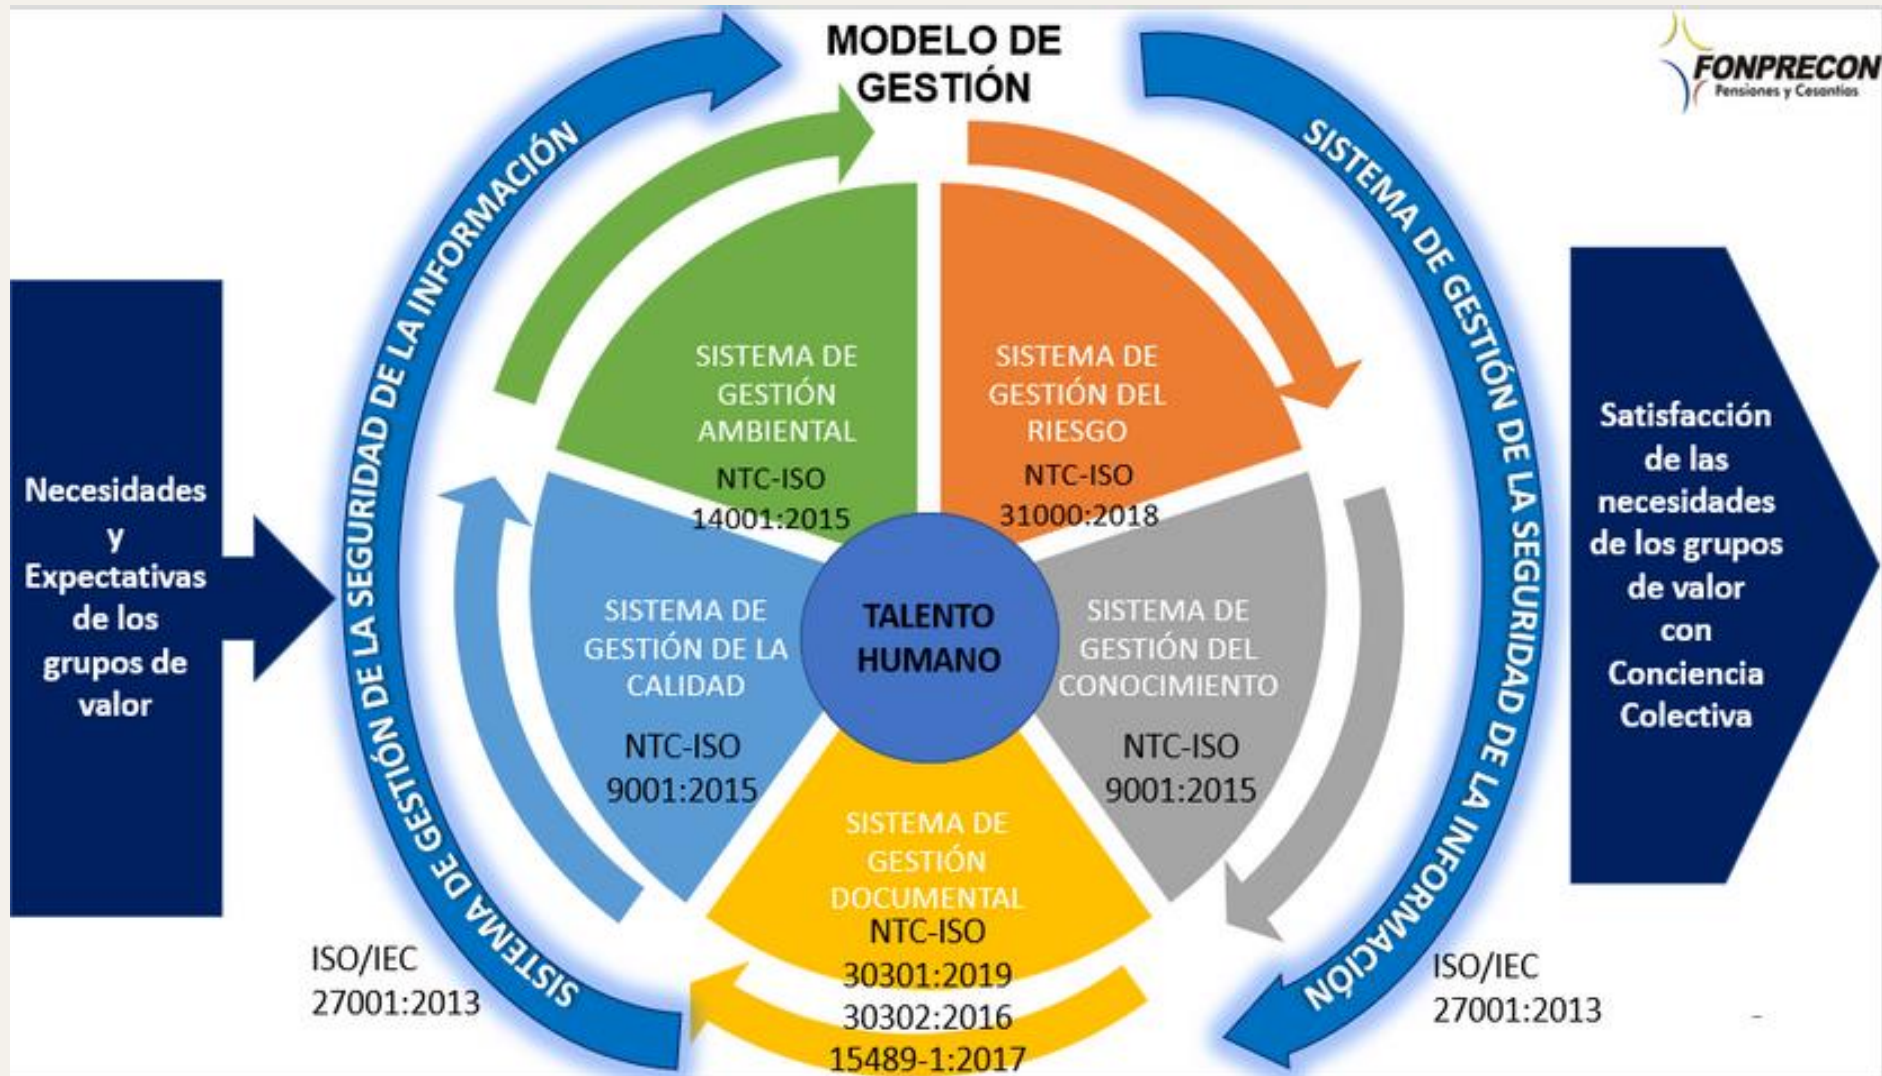 MODELO DE
GESTIÓN
FONPRECON
Pensiones y Cesantías
SISTEMA DE GESTIÓN DE LA SEGURIDAD DE LA INFORMACIÓN
SISTEMA DE GESTIÓN DE LA SEGURIDAD DE LA INFORMACIÓN
Necesidades
y
Expectativas
de los
grupos de
valor
SISTEMA DE
GESTIÓN
AMBIENTAL
NTC-ISO
14001:2015
SISTEMA DE
GESTIÓN DEL
RIESGO
NTC-ISO
31000:2018
SISTEMA DE
GESTIÓN DE LA
CALIDAD
NTC-ISO
9001:2015
TALENTO
HUMANO
SISTEMA DE
GESTIÓN DEL
CONOCIMIENTO
NTC-ISO
9001:2015
SISTEMA DE
GESTIÓN
DOCUMENTAL
NTC-ISO
30301:2019
30302:2016
15489-1:2017
Satisfacción
de las
necesidades
de los grupos
de valor
con
Conciencia
Colectiva
ISO/IEC
27001:2013
ISO/IEC
27001:2013